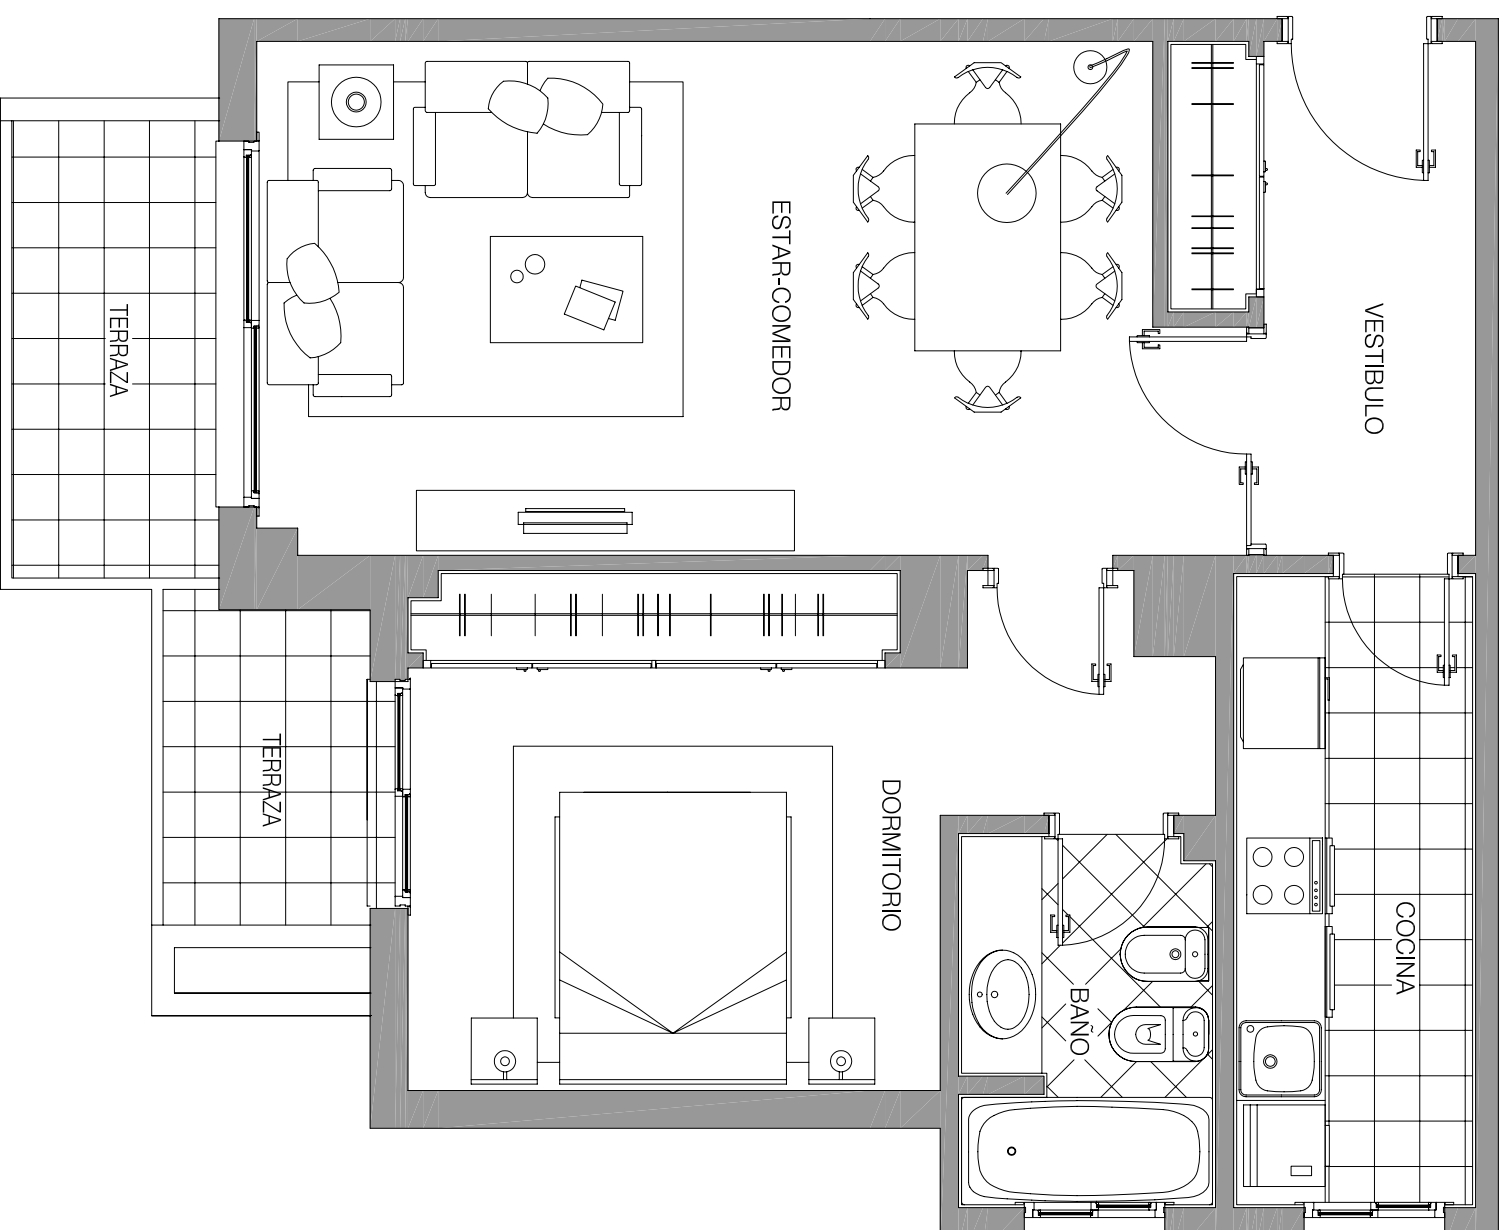 TERRAZA
ESTAR-COMEDOR
VESTIBULO
TERRAZA
DORMITORIO
BAÑO
COCINA